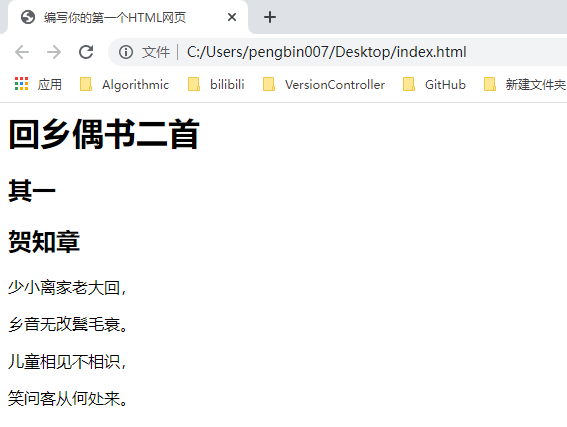 编写你的第一个HTML网页
文件 C:/Users/pengbin007/Desktop/index.html
应用 Algorithmic bilibili VersionController GitHub 新建文件夹
回乡偶书二首
其一
贺知章
少小离家老大回，
乡音无改鬓毛衰。
儿童相见不相识，
笑问客从何处来。